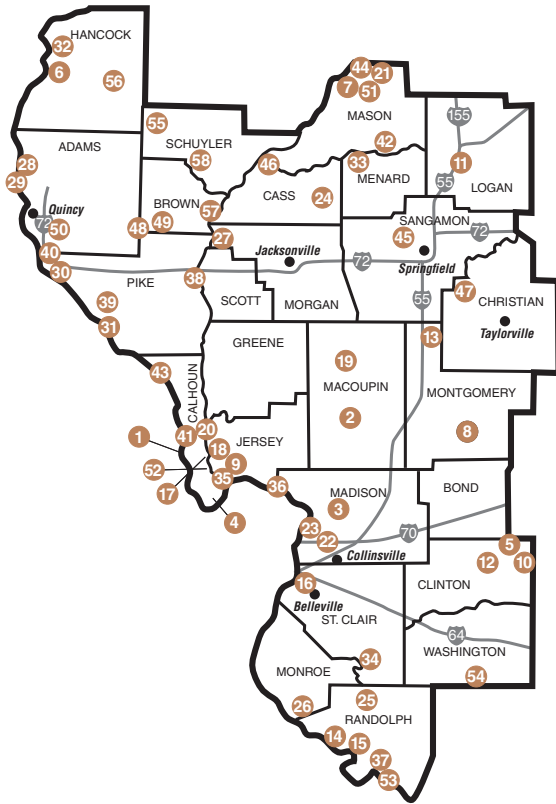 HANCOCK
32
6
56
44
21
7
51
MASON
155
55
ADAMS
SCHUYLER
42
58
46
33
11
28
29
MENARD
55
LOGAN
CASS
24
BROWN
57
Quincy
72
50
48
49
SANGAMON
45
72
27
40
30
Jacksonville
72
Springfield
PIKE
38
47
CHRISTIAN
39
31
SCOTT
MORGAN
55
Taylorville
13
GREENE
43
19
MACOUPIN
CALHOUN
MONTGOMERY
2
8
1
41
20
18
JERSEY
52
9
17
35
36
4
MADISON
BOND
3
23
22
70
Collinsville
5
12
10
16
CLINTON
Belleville
ST. CLAIR
64
WASHINGTON
34
MONROE
54
25
26
RANDOLPH
14
15
37
53